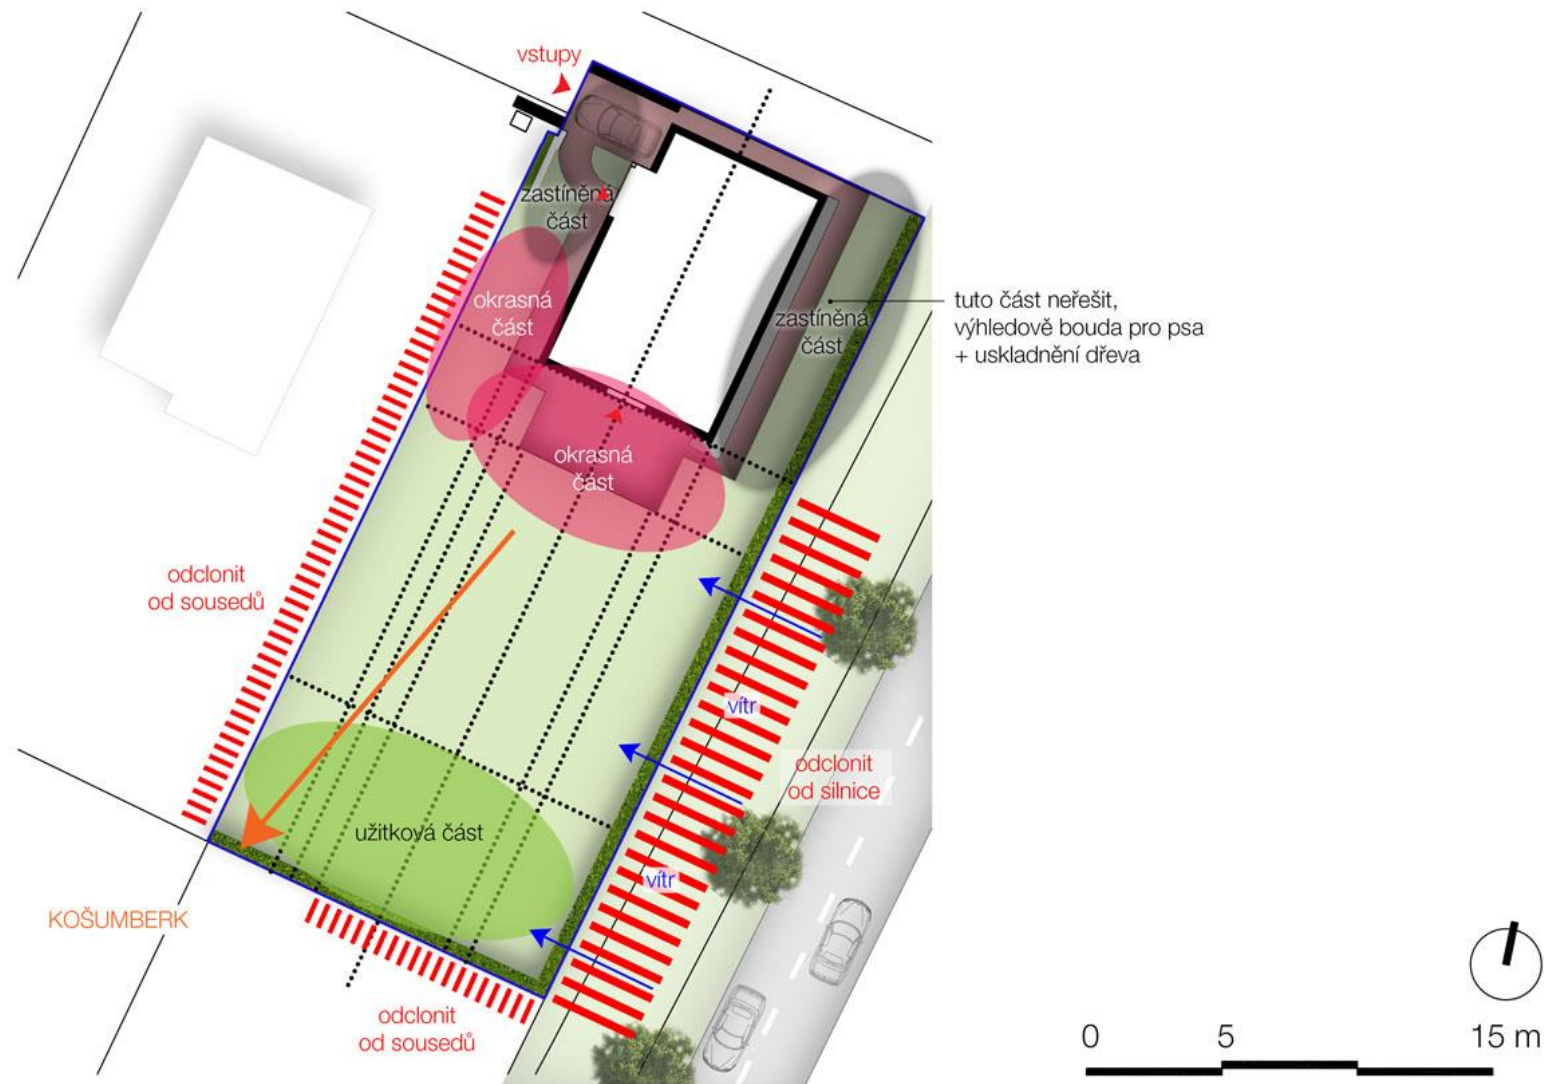 vstupy
zastíněná
část
okrasná
část
zastíněná
část
tuto část neřešit,
výhledově bouda pro psa
+ uskladnění dřeva
okrasná
část
odclonit
od sousedů
vítr
odclonit
od silnice
užitková část
vítr
KOŠUMBERK
odclonit
od sousedů
0 5 15 m